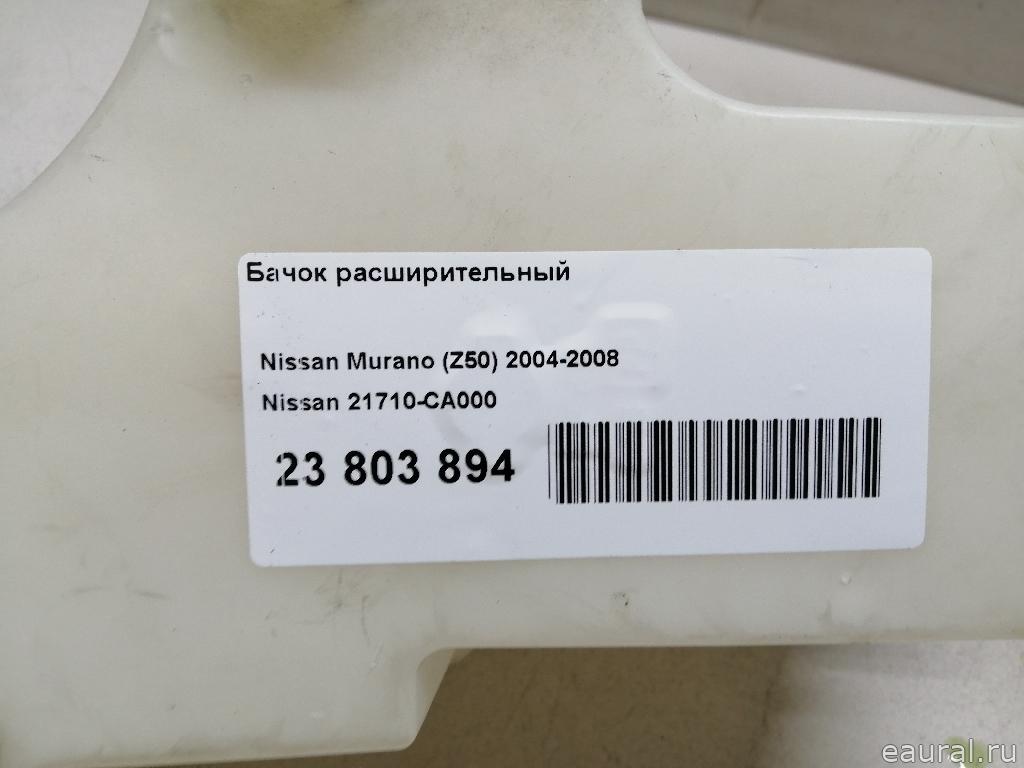 Бачок расширительный
Nissan Murano (Z50) 2004-2008
Nissan 21710-CA000
23 803 894
eaural.ru